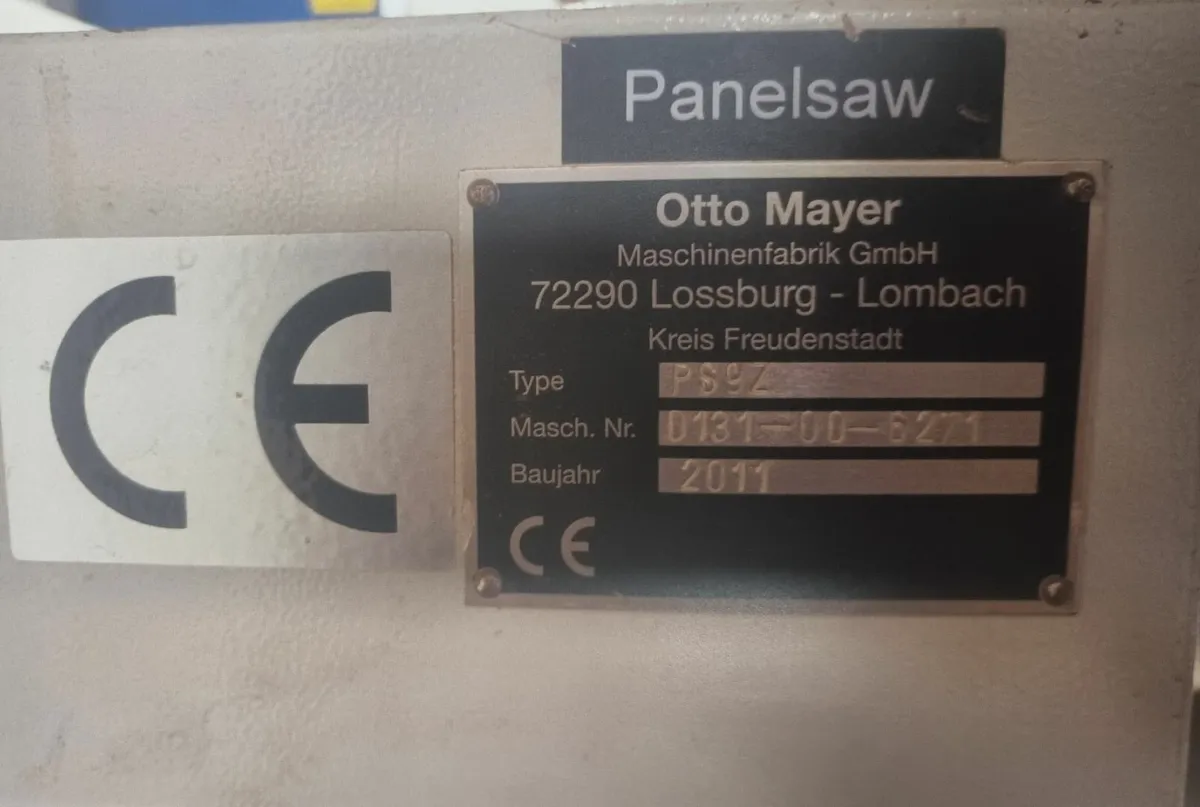 Panelsaw
Otto Mayer
Maschinenfabrik GmbH
72290 Lossburg - Lombach
Kreis Freudenstadt
Type PS9Z
Masch. Nr. 0131-00-6271
Baujahr 2011
CE
CE